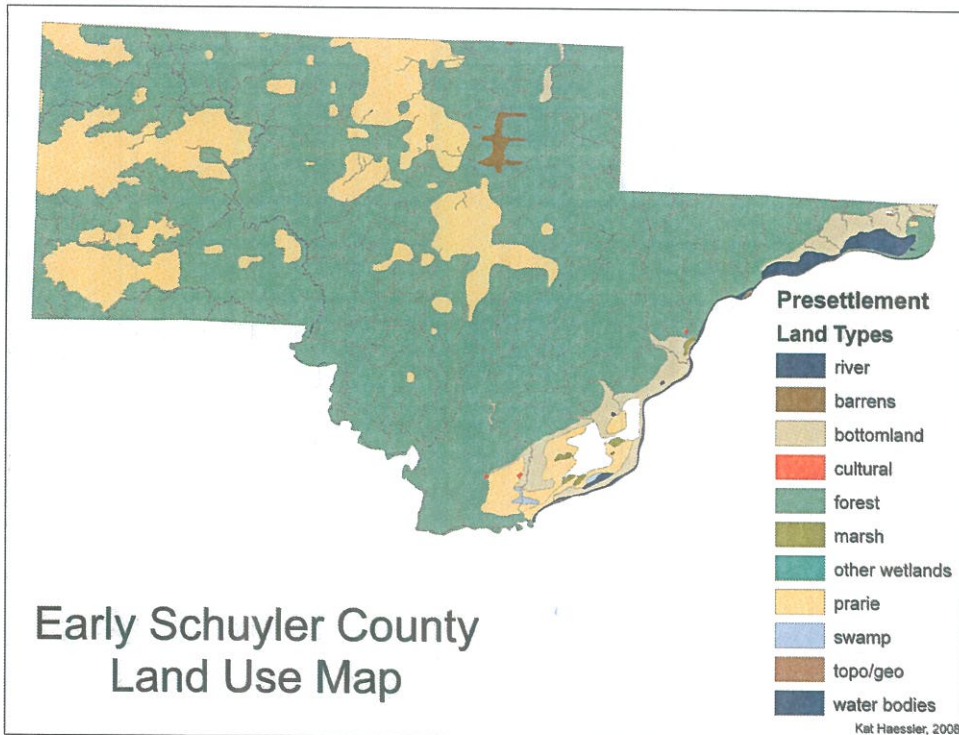 Presettlement
Land Types
river
barrens
bottomland
cultural
forest
marsh
other wetlands
prarie
swamp
topo/geo
water bodies
Early Schuyler County
Land Use Map
Kat Haessler, 2008